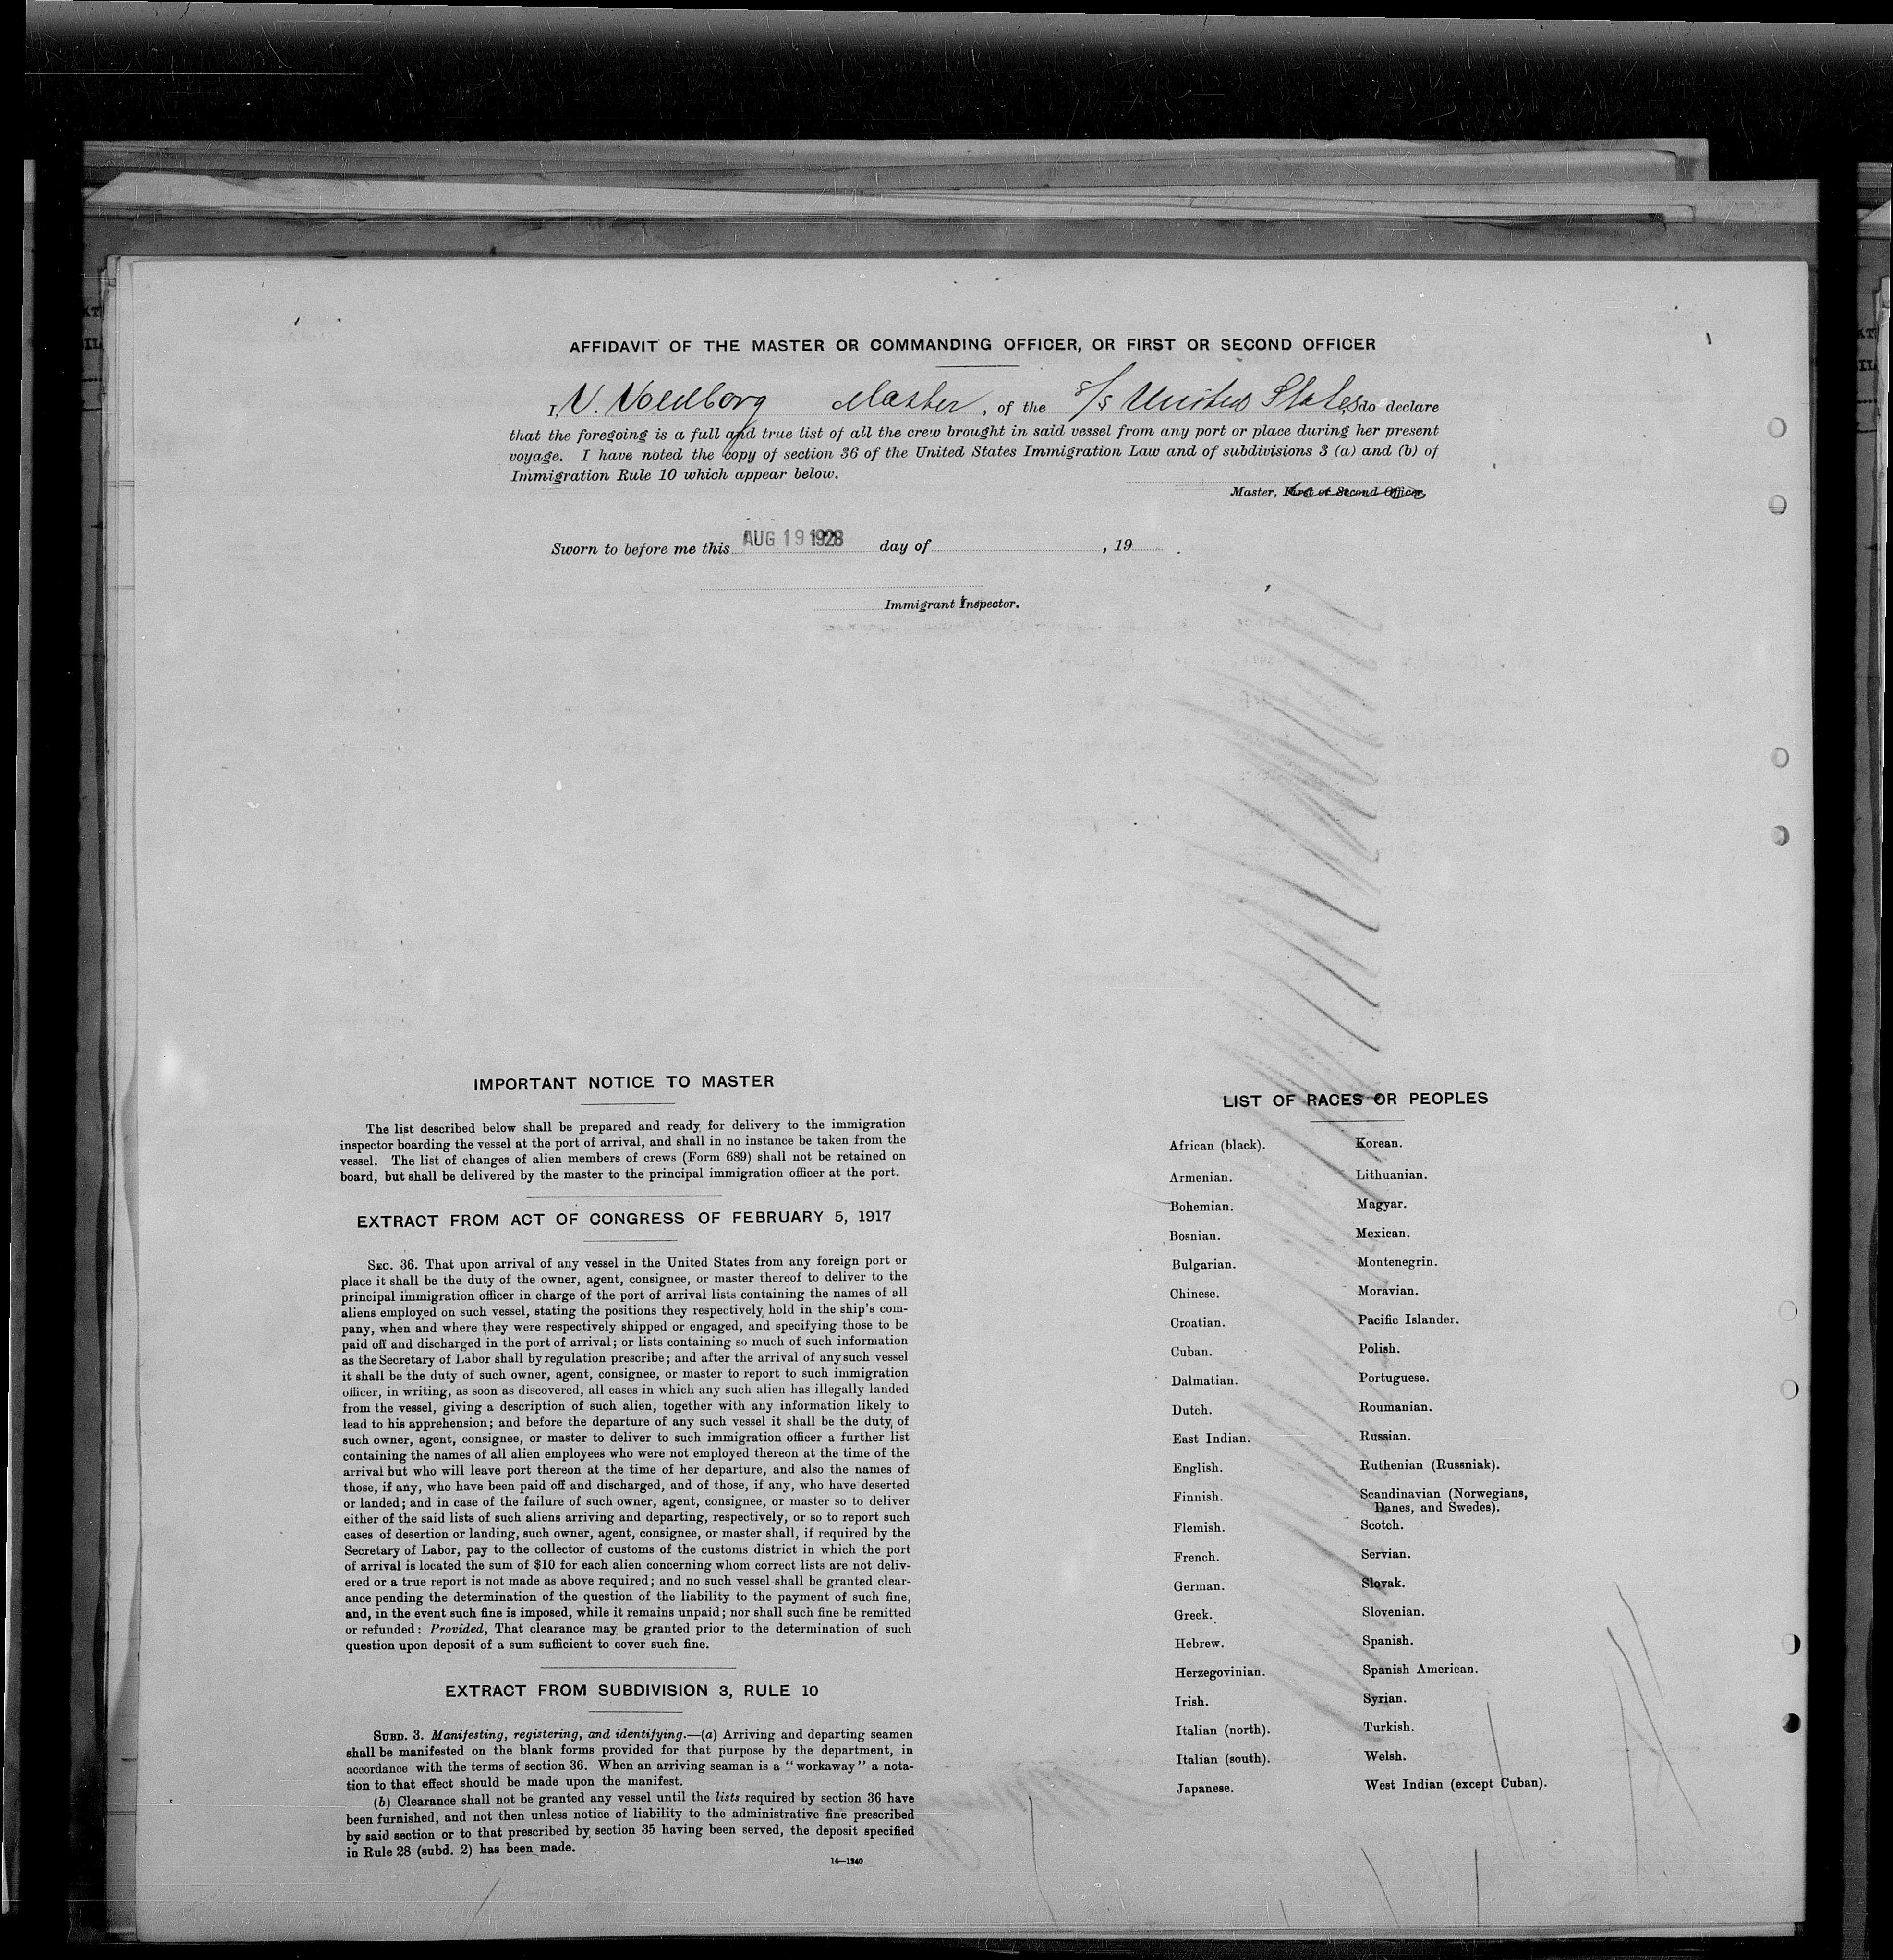 AFFIDAVIT OF THE MASTER OR COMMANDING OFFICER, OR FIRST OR SECOND OFFICER
I, Master, of the S/S United States, do declare
that the foregoing is a full and true list of all the crew brought in said vessel from any port or place during her present
voyage. I have noted the copy of section 36 of the United States Immigration Law and of subdivisions 3 (a) and (b) of
Immigration Rule 10 which appear below.
Master, First or Second Officer.
Sworn to before me this AUG 19 1928 day of , 19 .
Immigrant Inspector.
IMPORTANT NOTICE TO MASTER
The list described below shall be prepared and ready for delivery to the immigration
inspector boarding the vessel at the port of arrival, and shall in no instance be taken from the
vessel. The list of changes of alien members of crews (Form 689) shall not be retained on
board, but shall be delivered by the master to the principal immigration officer at the port.
EXTRACT FROM ACT OF CONGRESS OF FEBRUARY 5, 1917
SEC. 36. That upon arrival of any vessel in the United States from any foreign port or
place it shall be the duty of the owner, agent, consignee, or master thereof to deliver to the
principal immigration officer in charge of the port of arrival lists containing the names of all
aliens employed on such vessel, stating the positions they respectively hold in the ship's com-
pany, when and where they were respectively shipped or engaged, and specifying those to be
paid off and discharged in the port of arrival; or lists containing so much of such information
as the Secretary of Labor shall by regulation prescribe; and after the arrival of any such vessel
it shall be the duty of such owner, agent, consignee, or master to report to such immigration
officer, in writing, as soon as discovered, all cases in which any such alien has illegally landed
from the vessel, giving a description of such alien, together with any information likely to
lead to his apprehension; and before the departure of any such vessel it shall be the duty of
such owner, agent, consignee, or master to deliver to such immigration officer a further list
containing the names of all alien employees who were not employed thereon at the time of the
arrival but who will leave port thereon at the time of her departure, and also the names of
those, if any, who have been paid off and discharged, and of those, if any, who have deserted
or landed; and in case of the failure of such owner, agent, consignee, or master so to deliver
either of the said lists of such aliens arriving and departing, respectively, or so to report such
cases of desertion or landing, such owner, agent, consignee, or master shall, if required by the
Secretary of Labor, pay to the collector of customs of the customs district in which the port
of arrival is located the sum of $10 for each alien concerning whom correct lists are not deliv-
ered or a true report is not made as above required; and no such vessel shall be granted clear-
ance pending the determination of the question of the liability to the payment of such fine,
and, in the event such fine is imposed, while it remains unpaid; nor shall such fine be remitted
or refunded: Provided, That clearance may be granted prior to the determination of such
question upon deposit of a sum sufficient to cover such fine.
EXTRACT FROM SUBDIVISION 3, RULE 10
SUBD. 3. Manifesting, registering, and identifying.—(a) Arriving and departing seamen
shall be manifested on the blank forms provided for that purpose by the department, in
accordance with the terms of section 36. When an arriving seaman is a "workaway" a nota-
tion to that effect should be made upon the manifest.
(b) Clearance shall not be granted any vessel until the lists required by section 36 have
been furnished, and not then unless notice of liability to the administrative fine prescribed
by said section or to that prescribed by section 35 having been served, the deposit specified
in Rule 28 (subd. 2) has been made.
14—1240
LIST OF RACES OR PEOPLES
African (black).
Armenian.
Bohemian.
Bosnian.
Bulgarian.
Chinese.
Croatian.
Cuban.
Dalmatian.
Dutch.
East Indian.
English.
Finnish.
Flemish.
French.
German.
Greek.
Hebrew.
Herzegovinian.
Irish.
Italian (north).
Italian (south).
Japanese.
Korean.
Lithuanian.
Magyar.
Mexican.
Montenegrin.
Moravian.
Pacific Islander.
Polish.
Portuguese.
Roumanian.
Russian.
Ruthenian (Russniak).
Scandinavian (Norwegians,
Danes, and Swedes).
Scotch.
Servian.
Slovak.
Slovenian.
Spanish.
Spanish American.
Syrian.
Turkish.
Welsh.
West Indian (except Cuban).